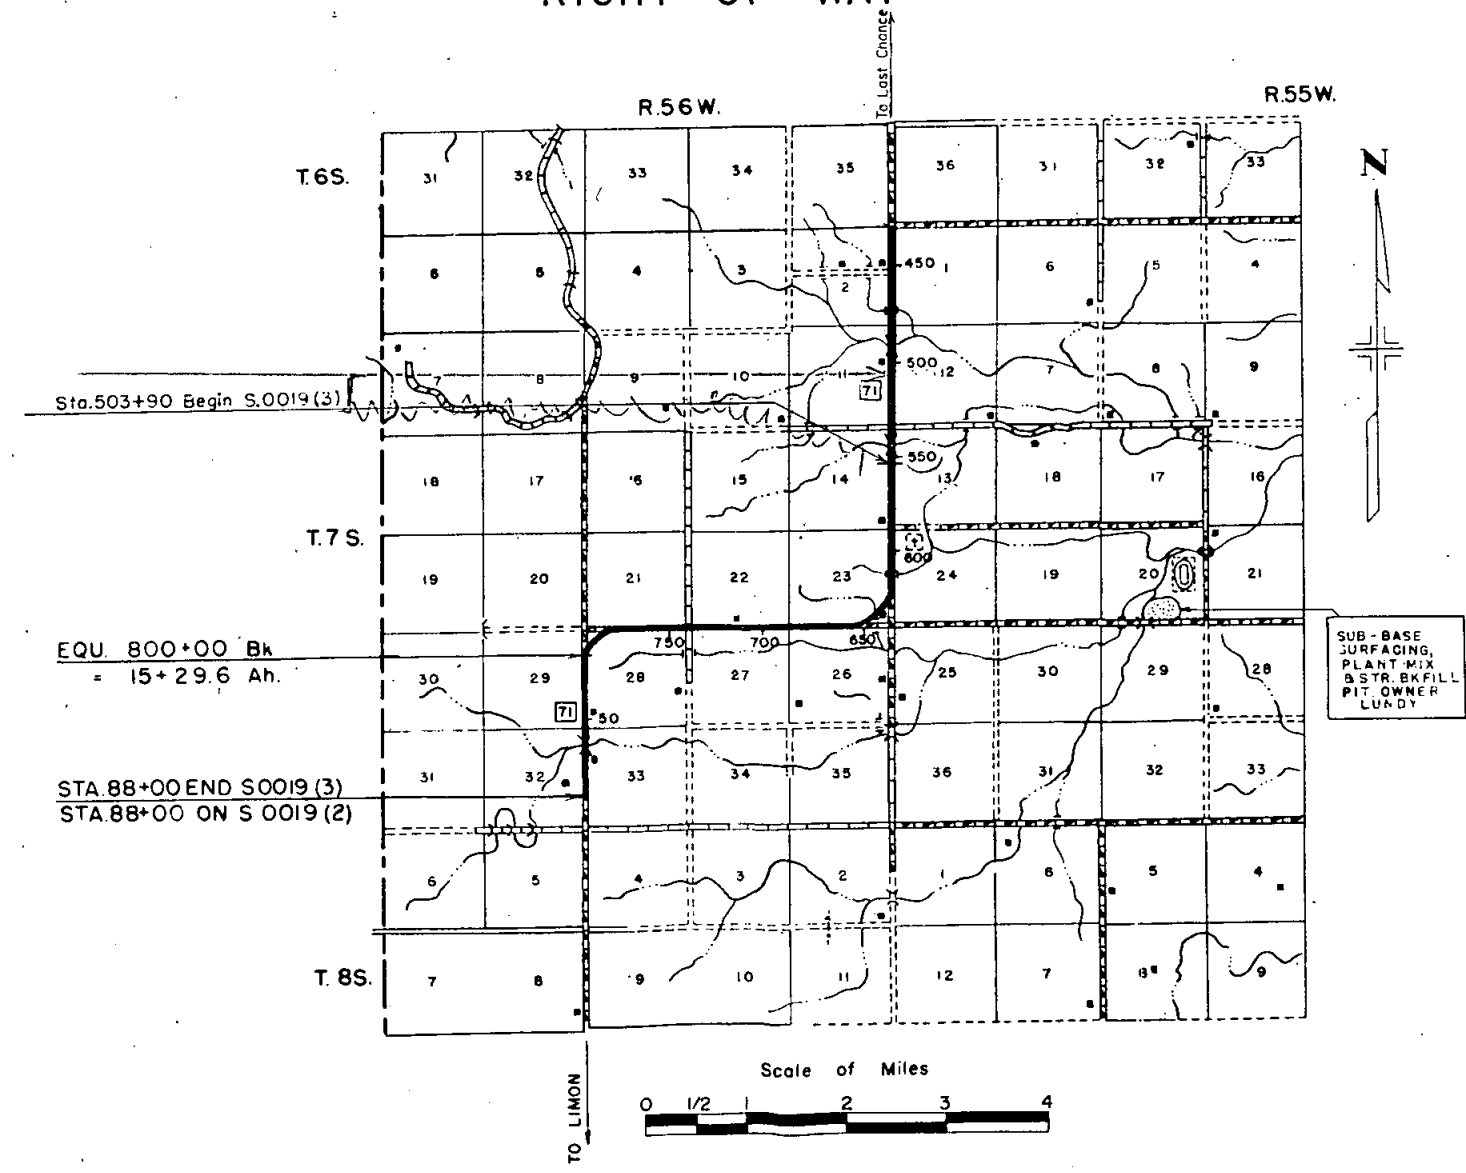 RIGHT OF WAY
To Last Chance
R.56W.
R.55W.
N
T.6S.
31 32 33 34 35 36 31 32 33
6 5 4 3 2 1 6 5 4
450
7 8 9 10 11 12 7 8 9
500
71
Sta.503+90 Begin S.0019(3)
550
18 17 16 15 14 13 18 17 16
T.7S.
600
19 20 21 22 23 24 19 20 21
750 700 650
EQU. 800+00 Bk
= 15+29.6 Ah.
30 29 28 27 26 25 30 29 28
71
50
SUB-BASE
SURFACING,
PLANT MIX
& STR. BKFILL
PIT. OWNER
LUNDY
31 32 33 34 35 36 31 32 33
STA.88+00 END S0019(3)
STA.88+00 ON S 0019(2)
6 5 4 3 2 1 6 5 4
T. 8S.
7 8 9 10 11 12 7 8 9
TO LIMON
Scale of Miles
0 1/2 1 2 3 4